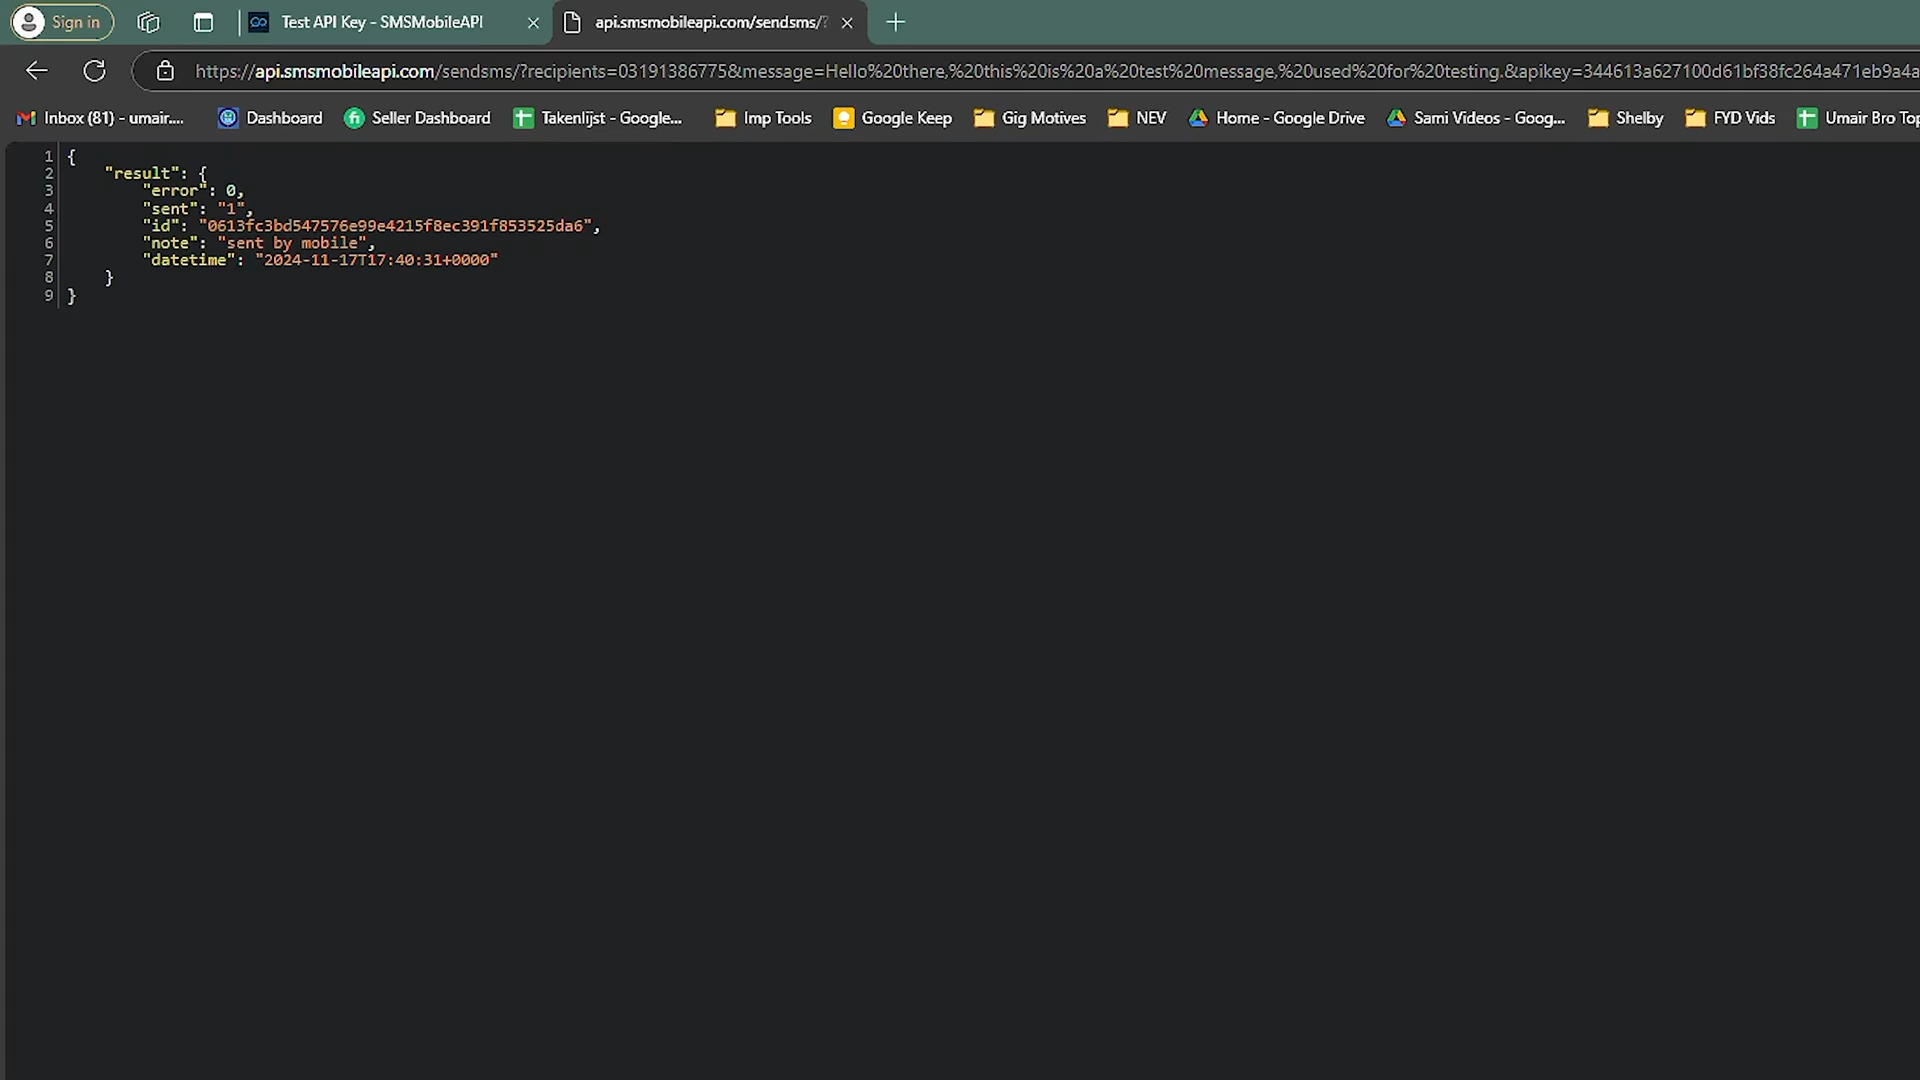 Sign in
Test API Key - SMSMobileAPI
api.smsmobileapi.com/sendsms/?
https://api.smsmobileapi.com/sendsms/?recipients=03191386775&message=Hello%20there,%20this%20is%20a%20test%20message,%20used%20for%20testing.&apikey=344613a627100d61bf38fc264a471eb9a4a
Inbox (81) - umair....
Dashboard
Seller Dashboard
Takenlijst - Google...
Imp Tools
Google Keep
Gig Motives
NEV
Home - Google Drive
Sami Videos - Goog...
Shelby
FYD Vids
Umair Bro Top
1 {
2 "result": {
3 "error": 0,
4 "sent": "1",
5 "id": "0613fc3bd547576e99e4215f8ec391f853525da6",
6 "note": "sent by mobile",
7 "datetime": "2024-11-17T17:40:31+0000"
8 }
9 }